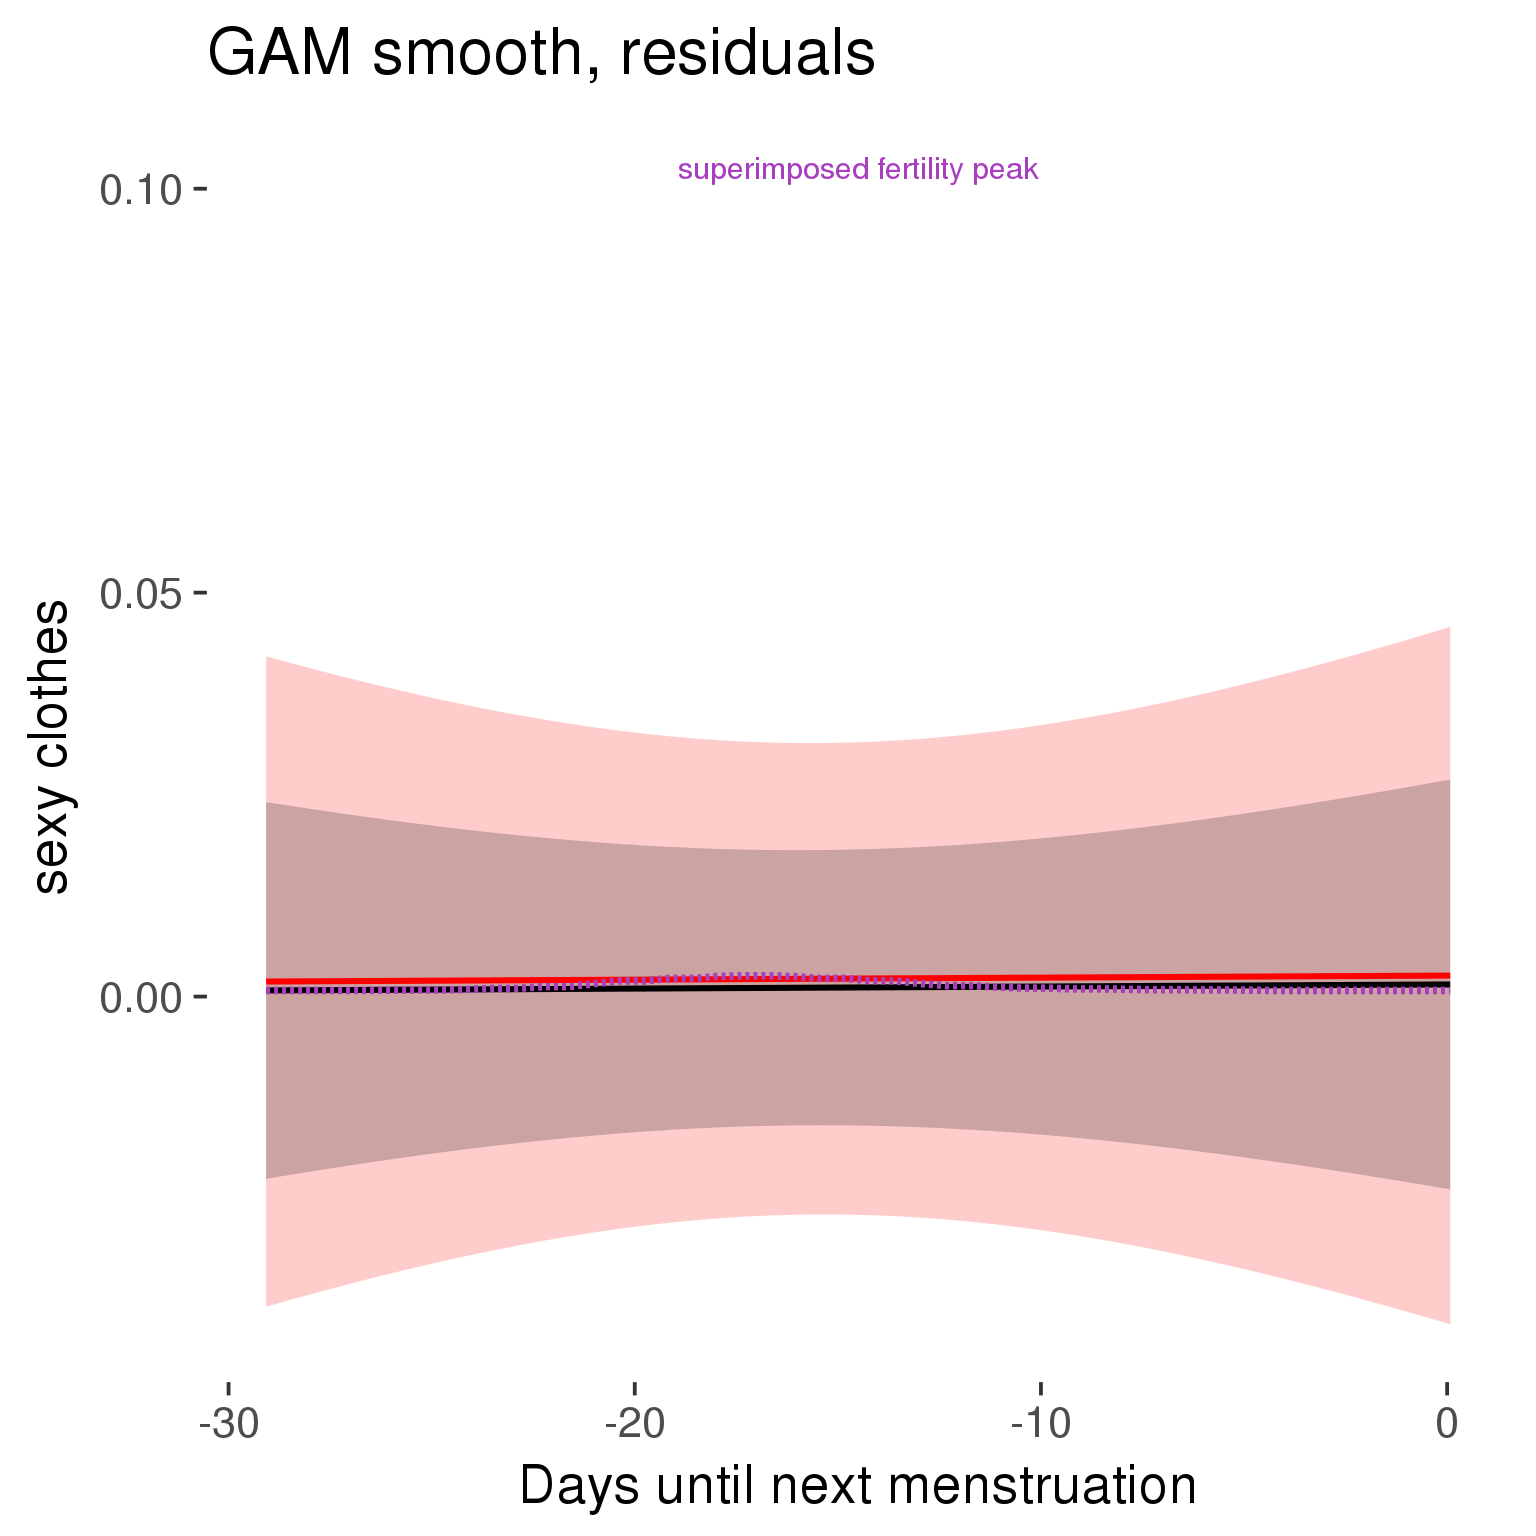 GAM smooth, residuals
superimposed fertility peak
0.10
0.05
0.00
sexy clothes
-30
-20
-10
0
Days until next menstruation